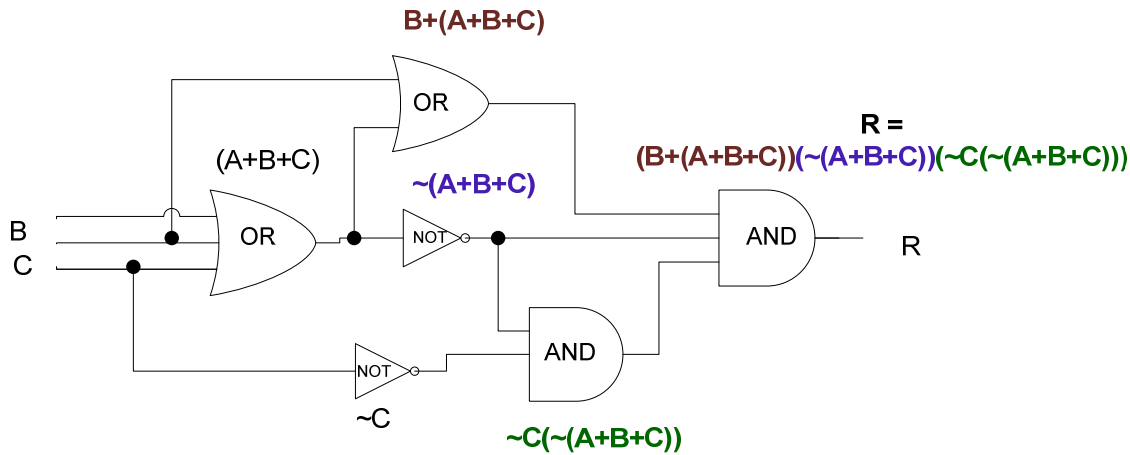 B+(A+B+C)
OR
R =
(B+(A+B+C))(~(A+B+C))(~C(~(A+B+C)))
(A+B+C)
~(A+B+C)
B
OR
NOT
AND
R
C
NOT
AND
~C
~C(~(A+B+C))